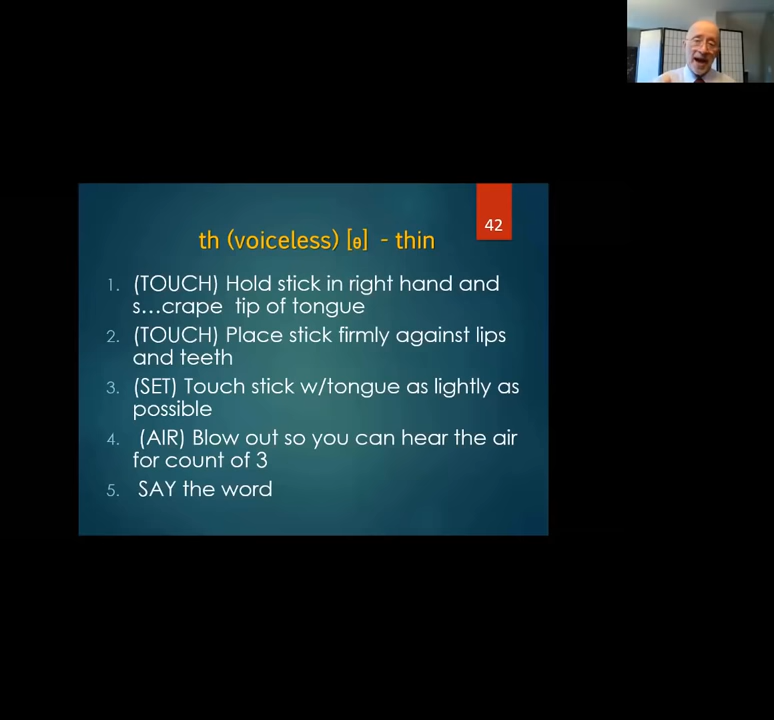 42
th (voiceless) [θ] - thin
1. (TOUCH) Hold stick in right hand and
s...crape tip of tongue
2. (TOUCH) Place stick firmly against lips
and teeth
3. (SET) Touch stick w/tongue as lightly as
possible
4. (AIR) Blow out so you can hear the air
for count of 3
5. SAY the word